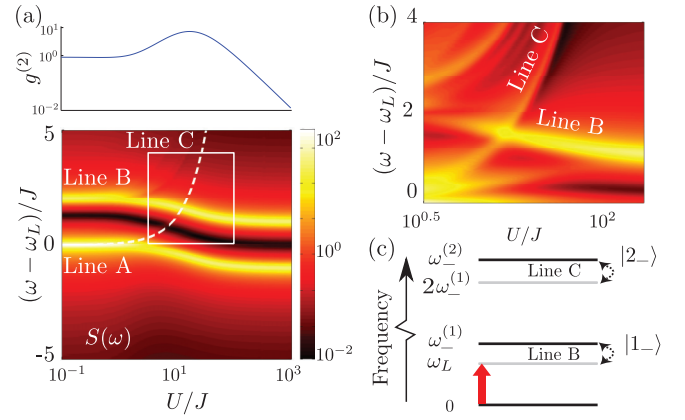 (a)
g^{(2)}
10^1
10^0
10^{-2}
Line C
Line B
Line A
S(ω)
5
0
-5
(ω − ω_L)/J
10^{-1}
10^1
10^3
U/J
10^2
10^0
10^{-2}
(b)
Line C
Line B
4
2
0
(ω − ω_L)/J
10^{0.5}
10^2
U/J
(c)
Frequency
ω_−^{(2)}
Line C
|2_−⟩
2ω_−^{(1)}
ω_−^{(1)}
Line B
|1_−⟩
ω_L
0